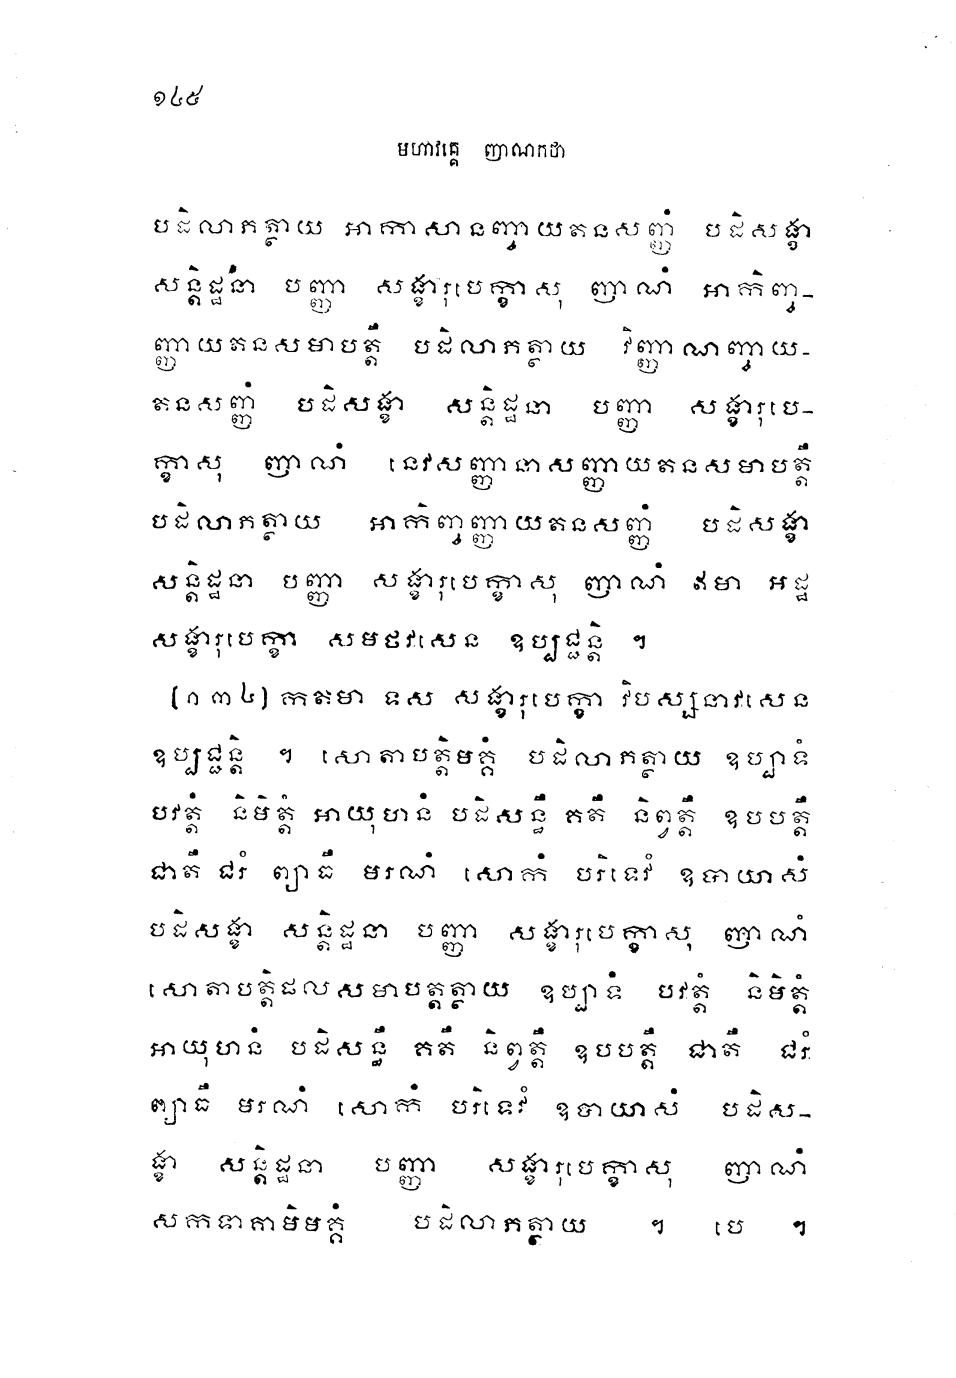 ១៤៥
មហាវគ្គេ ញាណកថា
បដិលាភត្ថាយ អាកាសានញ្ចាយតនសញ្ញំ បដិសង្ខា
សន្តិដ្ឋនា បញ្ញា សង្ខារុបេក្ខាសុ ញាណំ អាកិញ្ច-
ញ្ញាយតនសមាបត្តឹ បដិលាភត្ថាយ វិញ្ញាណញ្ចាយ-
តនសញ្ញំ បដិសង្ខា សន្តិដ្ឋនា បញ្ញា សង្ខារុបេ-
ក្ខាសុ ញាណំ នេវសញ្ញានាសញ្ញាយតនសមាបត្តឹ
បដិលាភត្ថាយ អាកិញ្ចញ្ញាយតនសញ្ញំ បដិសង្ខា
សន្តិដ្ឋនា បញ្ញា សង្ខារុបេក្ខាសុ ញាណំ ឥមា អដ្ឋ
សង្ខារុបេក្ខា សមថវសេន ឧប្បជ្ជន្តិ ។
(១៣៤) កតមា ទស សង្ខារុបេក្ខា វិបស្សនាវសេន
ឧប្បជ្ជន្តិ ។ សោតាបត្តិមគ្គំ បដិលាភត្ថាយ ឧប្បាទំ
បវត្តំ និមិត្តំ អាយុហនំ បដិសន្ធឹ គតឹ និព្វត្តឹ ឧបបត្តឹ
ជាតឹ ជរំ ព្យាធឹ មរណំ សោកំ បរិទេវំ ឧបាយាសំ
បដិសង្ខា សន្តិដ្ឋនា បញ្ញា សង្ខារុបេក្ខាសុ ញាណំ
សោតាបត្តិផលសមាបត្តត្ថាយ ឧប្បាទំ បវត្តំ និមិត្តំ
អាយុហនំ បដិសន្ធឹ គតឹ និព្វត្តឹ ឧបបត្តឹ ជាតឹ ជរំ
ព្យាធឹ មរណំ សោកំ បរិទេវំ ឧបាយាសំ បដិស-
ង្ខា សន្តិដ្ឋនា បញ្ញា សង្ខារុបេក្ខាសុ ញាណំ
សកទាគាមិមគ្គំ បដិលាភត្ថាយ ។ បេ ។